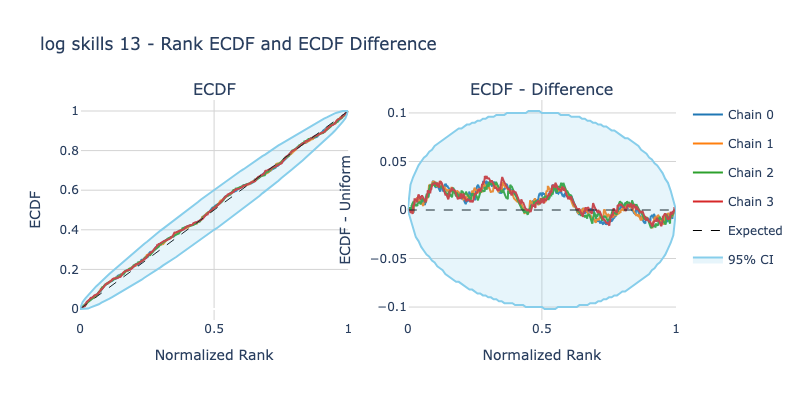 log skills 13 - Rank ECDF and ECDF Difference
ECDF
ECDF - Difference
1
0.8
0.6
0.4
0.2
0
ECDF
0
0.5
1
Normalized Rank
0.1
0.05
0
−0.05
−0.1
ECDF - Uniform
0
0.5
1
Normalized Rank
Chain 0
Chain 1
Chain 2
Chain 3
Expected
95% CI